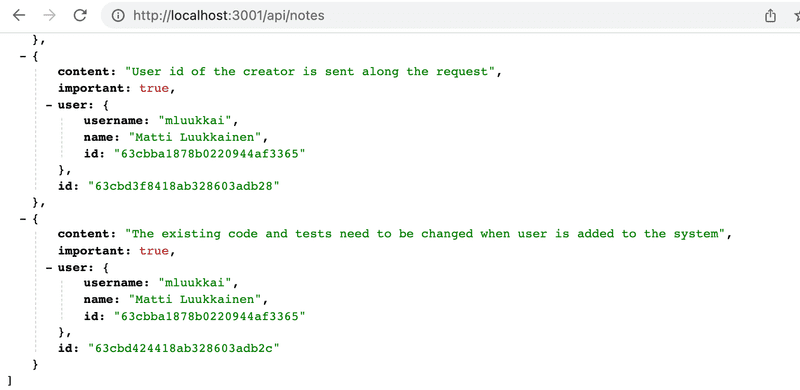 http://localhost:3001/api/notes
},
− {
content: "User id of the creator is sent along the request",
important: true,
− user: {
username: "mluukkai",
name: "Matti Luukkainen",
id: "63cbba1878b0220944af3365"
},
id: "63cbd3f8418ab328603adb28"
},
− {
content: "The existing code and tests need to be changed when user is added to the system",
important: true,
− user: {
username: "mluukkai",
name: "Matti Luukkainen",
id: "63cbba1878b0220944af3365"
},
id: "63cbd424418ab328603adb2c"
}
]